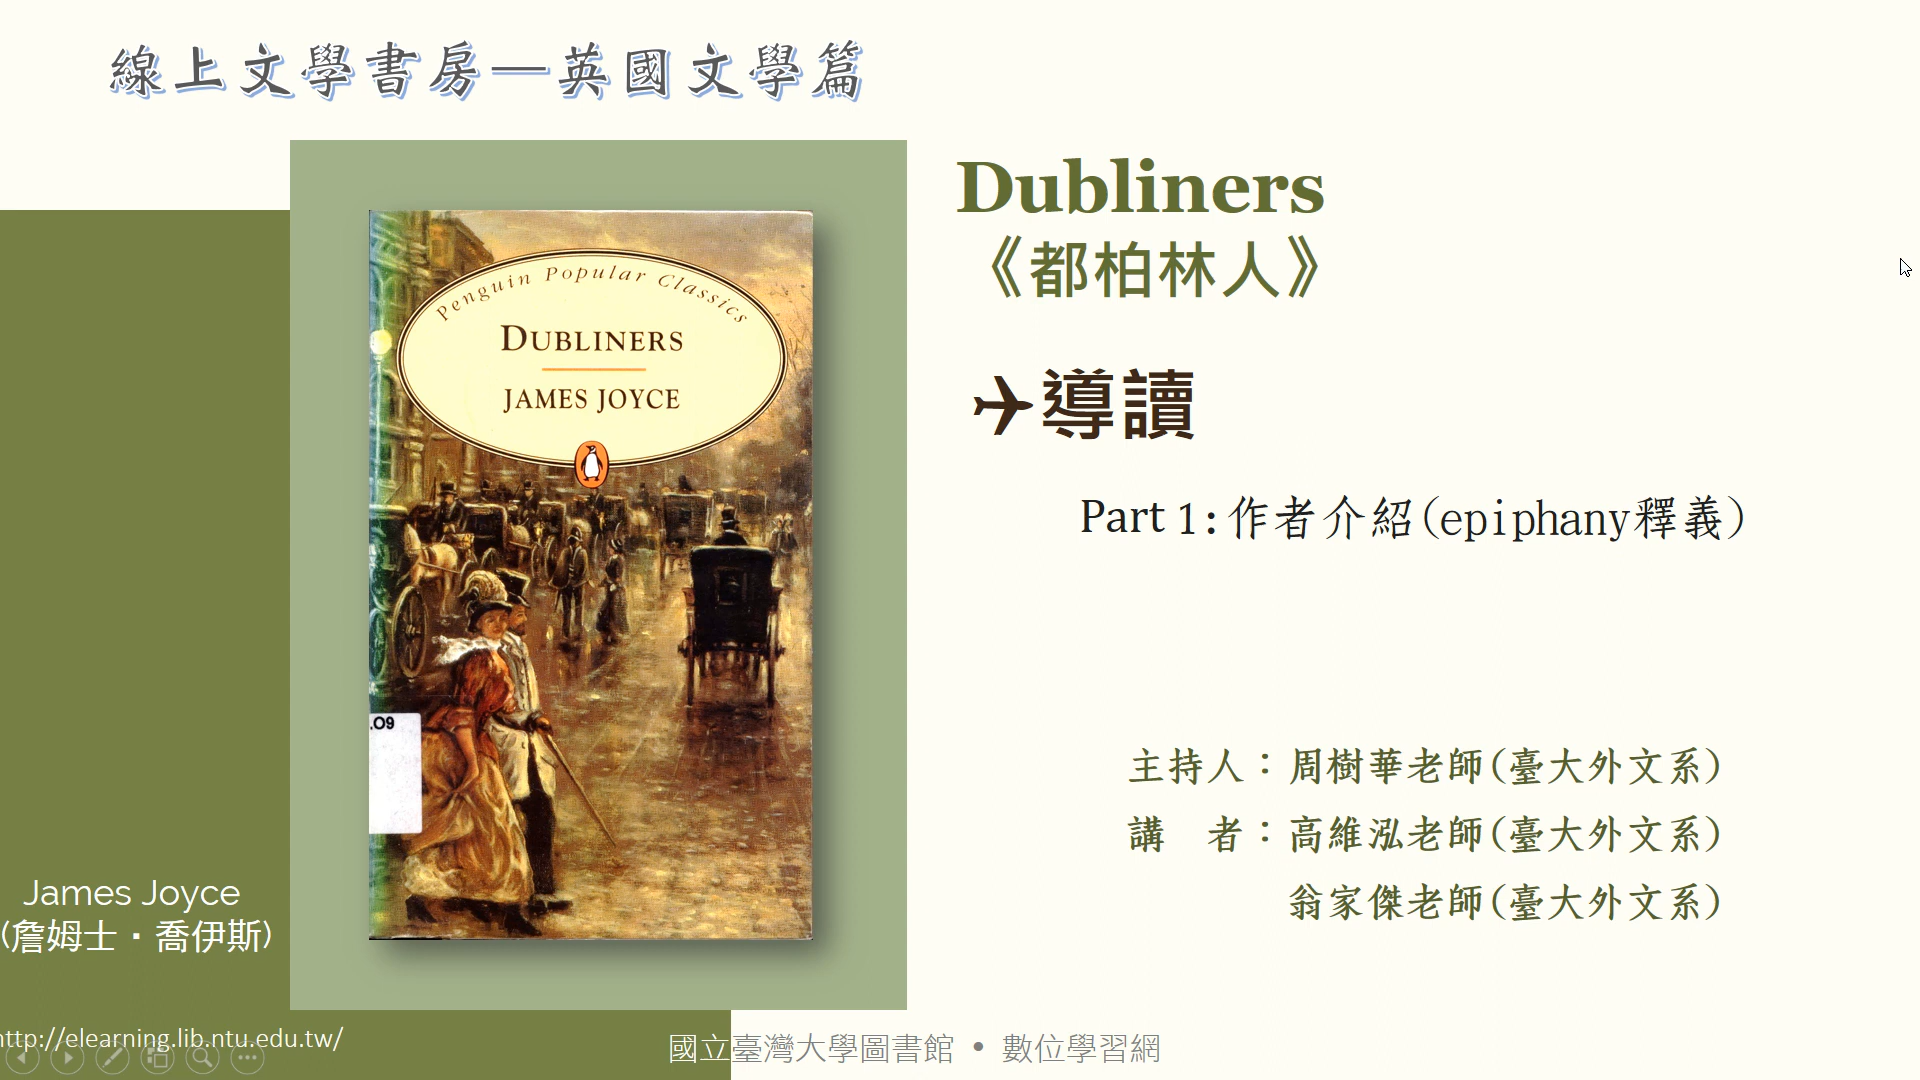 線上文學書房—英國文學篇
Penguin Popular Classics
DUBLINERS
JAMES JOYCE
.O9
Dubliners
《都柏林人》
導讀
Part 1:作者介紹(epiphany釋義)
主持人：周樹華老師(臺大外文系)
講　者：高維泓老師(臺大外文系)
翁家傑老師(臺大外文系)
James Joyce
(詹姆士・喬伊斯)
http://elearning.lib.ntu.edu.tw/
國立臺灣大學圖書館 • 數位學習網